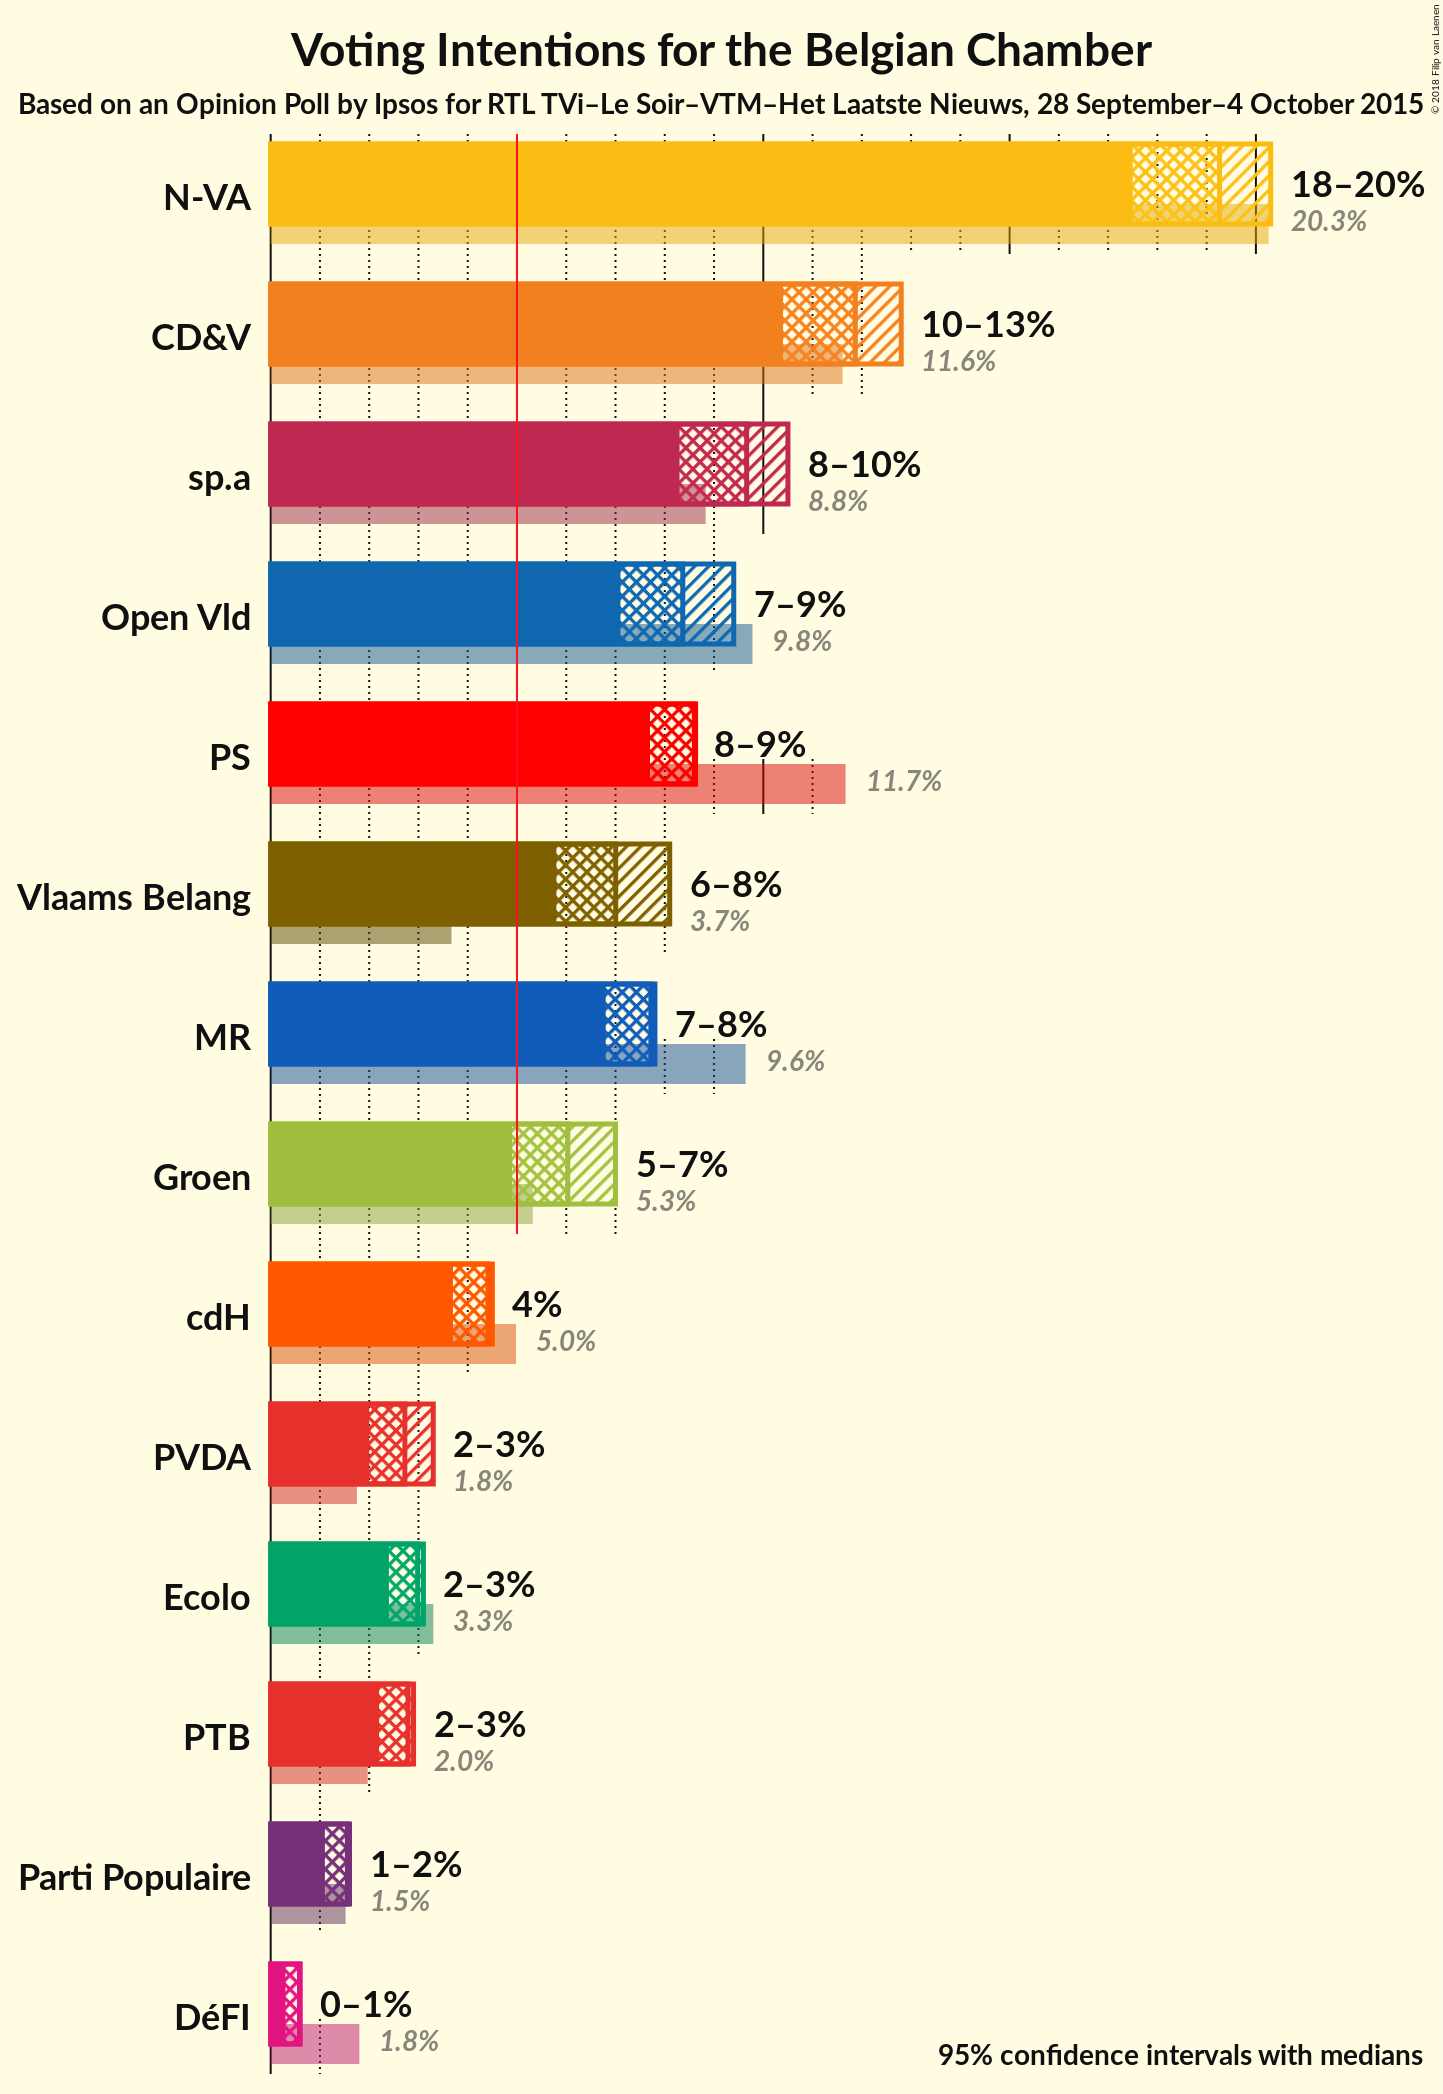 Voting Intentions for the Belgian Chamber
Based on an Opinion Poll by Ipsos for RTL TVi–Le Soir–VTM–Het Laatste Nieuws, 28 September–4 October 2015
© 2018 Filip van Laenen
N-VA
18–20%
20.3%
CD&V
10–13%
11.6%
sp.a
8–10%
8.8%
Open Vld
7–9%
9.8%
PS
8–9%
11.7%
Vlaams Belang
6–8%
3.7%
MR
7–8%
9.6%
Groen
5–7%
5.3%
cdH
4%
5.0%
PVDA
2–3%
1.8%
Ecolo
2–3%
3.3%
PTB
2–3%
2.0%
Parti Populaire
1–2%
1.5%
DéFI
0–1%
1.8%
95% confidence intervals with medians